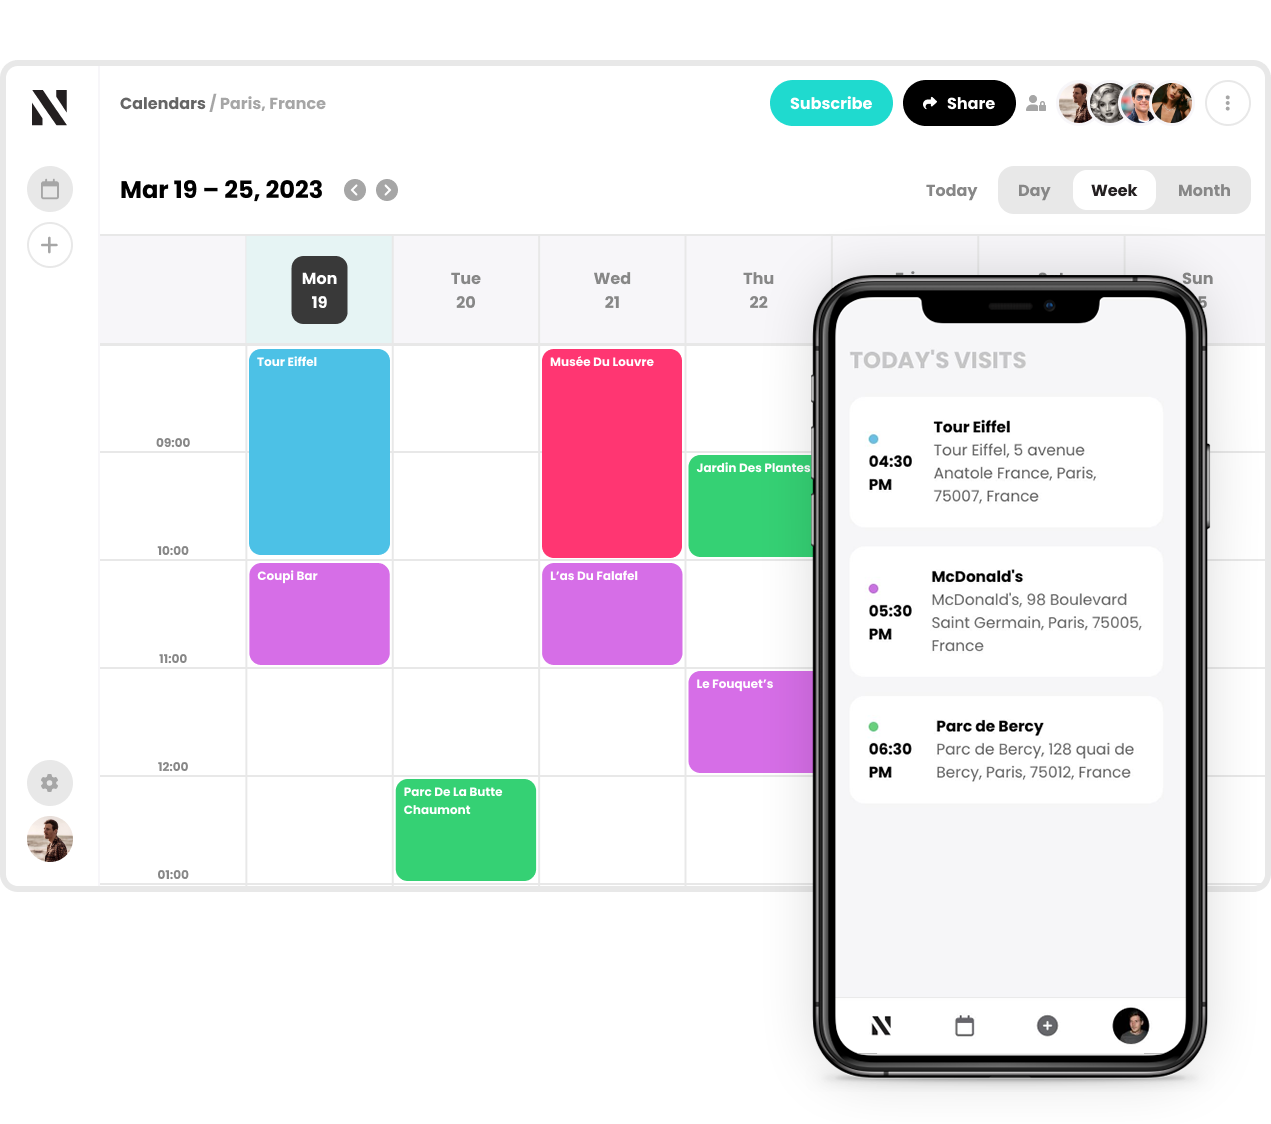 Calendars / Paris, France
Subscribe
Share
Mar 19 – 25, 2023
Today
Day
Week
Month
Mon
19
Tue
20
Wed
21
Thu
22
Sun
Tour Eiffel
Musée Du Louvre
09:00
Jardin Des Plantes
10:00
Coupi Bar
L’as Du Falafel
11:00
Le Fouquet’s
12:00
Parc De La Butte
Chaumont
01:00
TODAY'S VISITS
Tour Eiffel
04:30
PM
Tour Eiffel, 5 avenue
Anatole France, Paris,
75007, France
McDonald's
05:30
PM
McDonald's, 98 Boulevard
Saint Germain, Paris, 75005,
France
Parc de Bercy
06:30
PM
Parc de Bercy, 128 quai de
Bercy, Paris, 75012, France